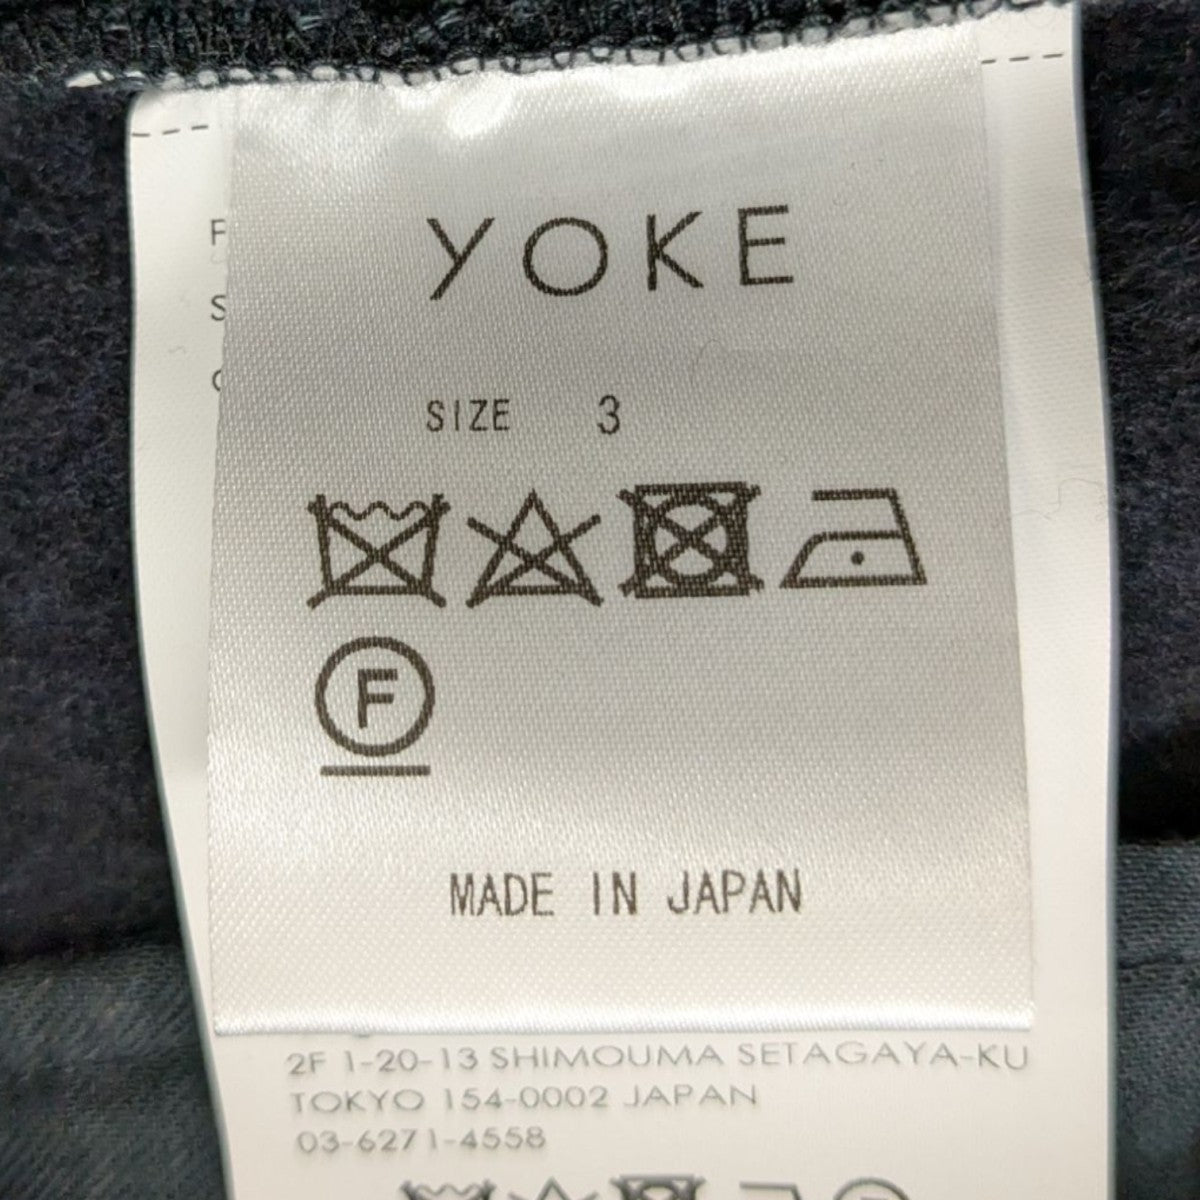 YOKE
F
S
SIZE 3
F
MADE IN JAPAN
2F 1-20-13 SHIMOUMA SETAGAYA-KU
TOKYO 154-0002 JAPAN
03-6271-4558